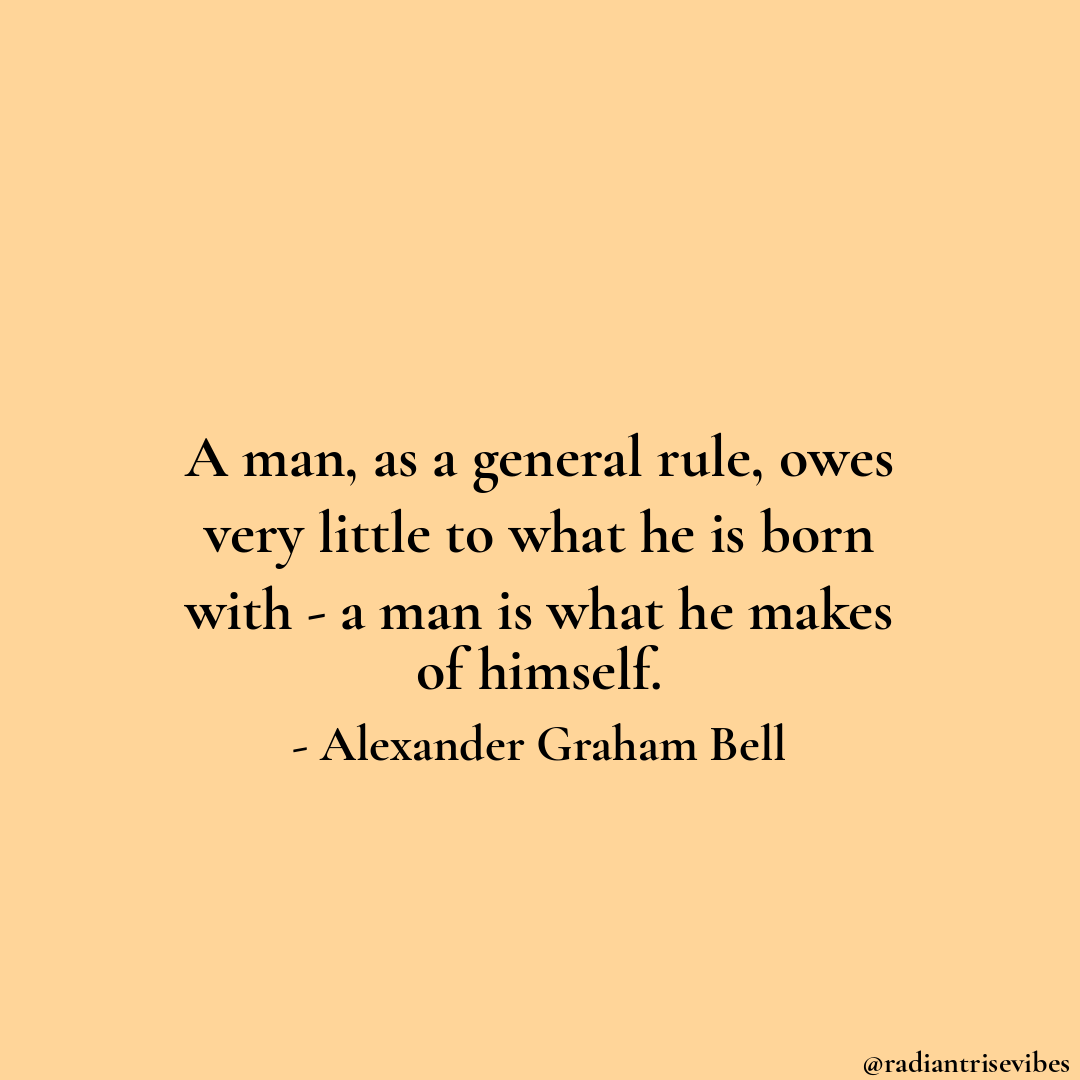 A man, as a general rule, owes
very little to what he is born
with - a man is what he makes
of himself.
- Alexander Graham Bell
@radiantrisevibes